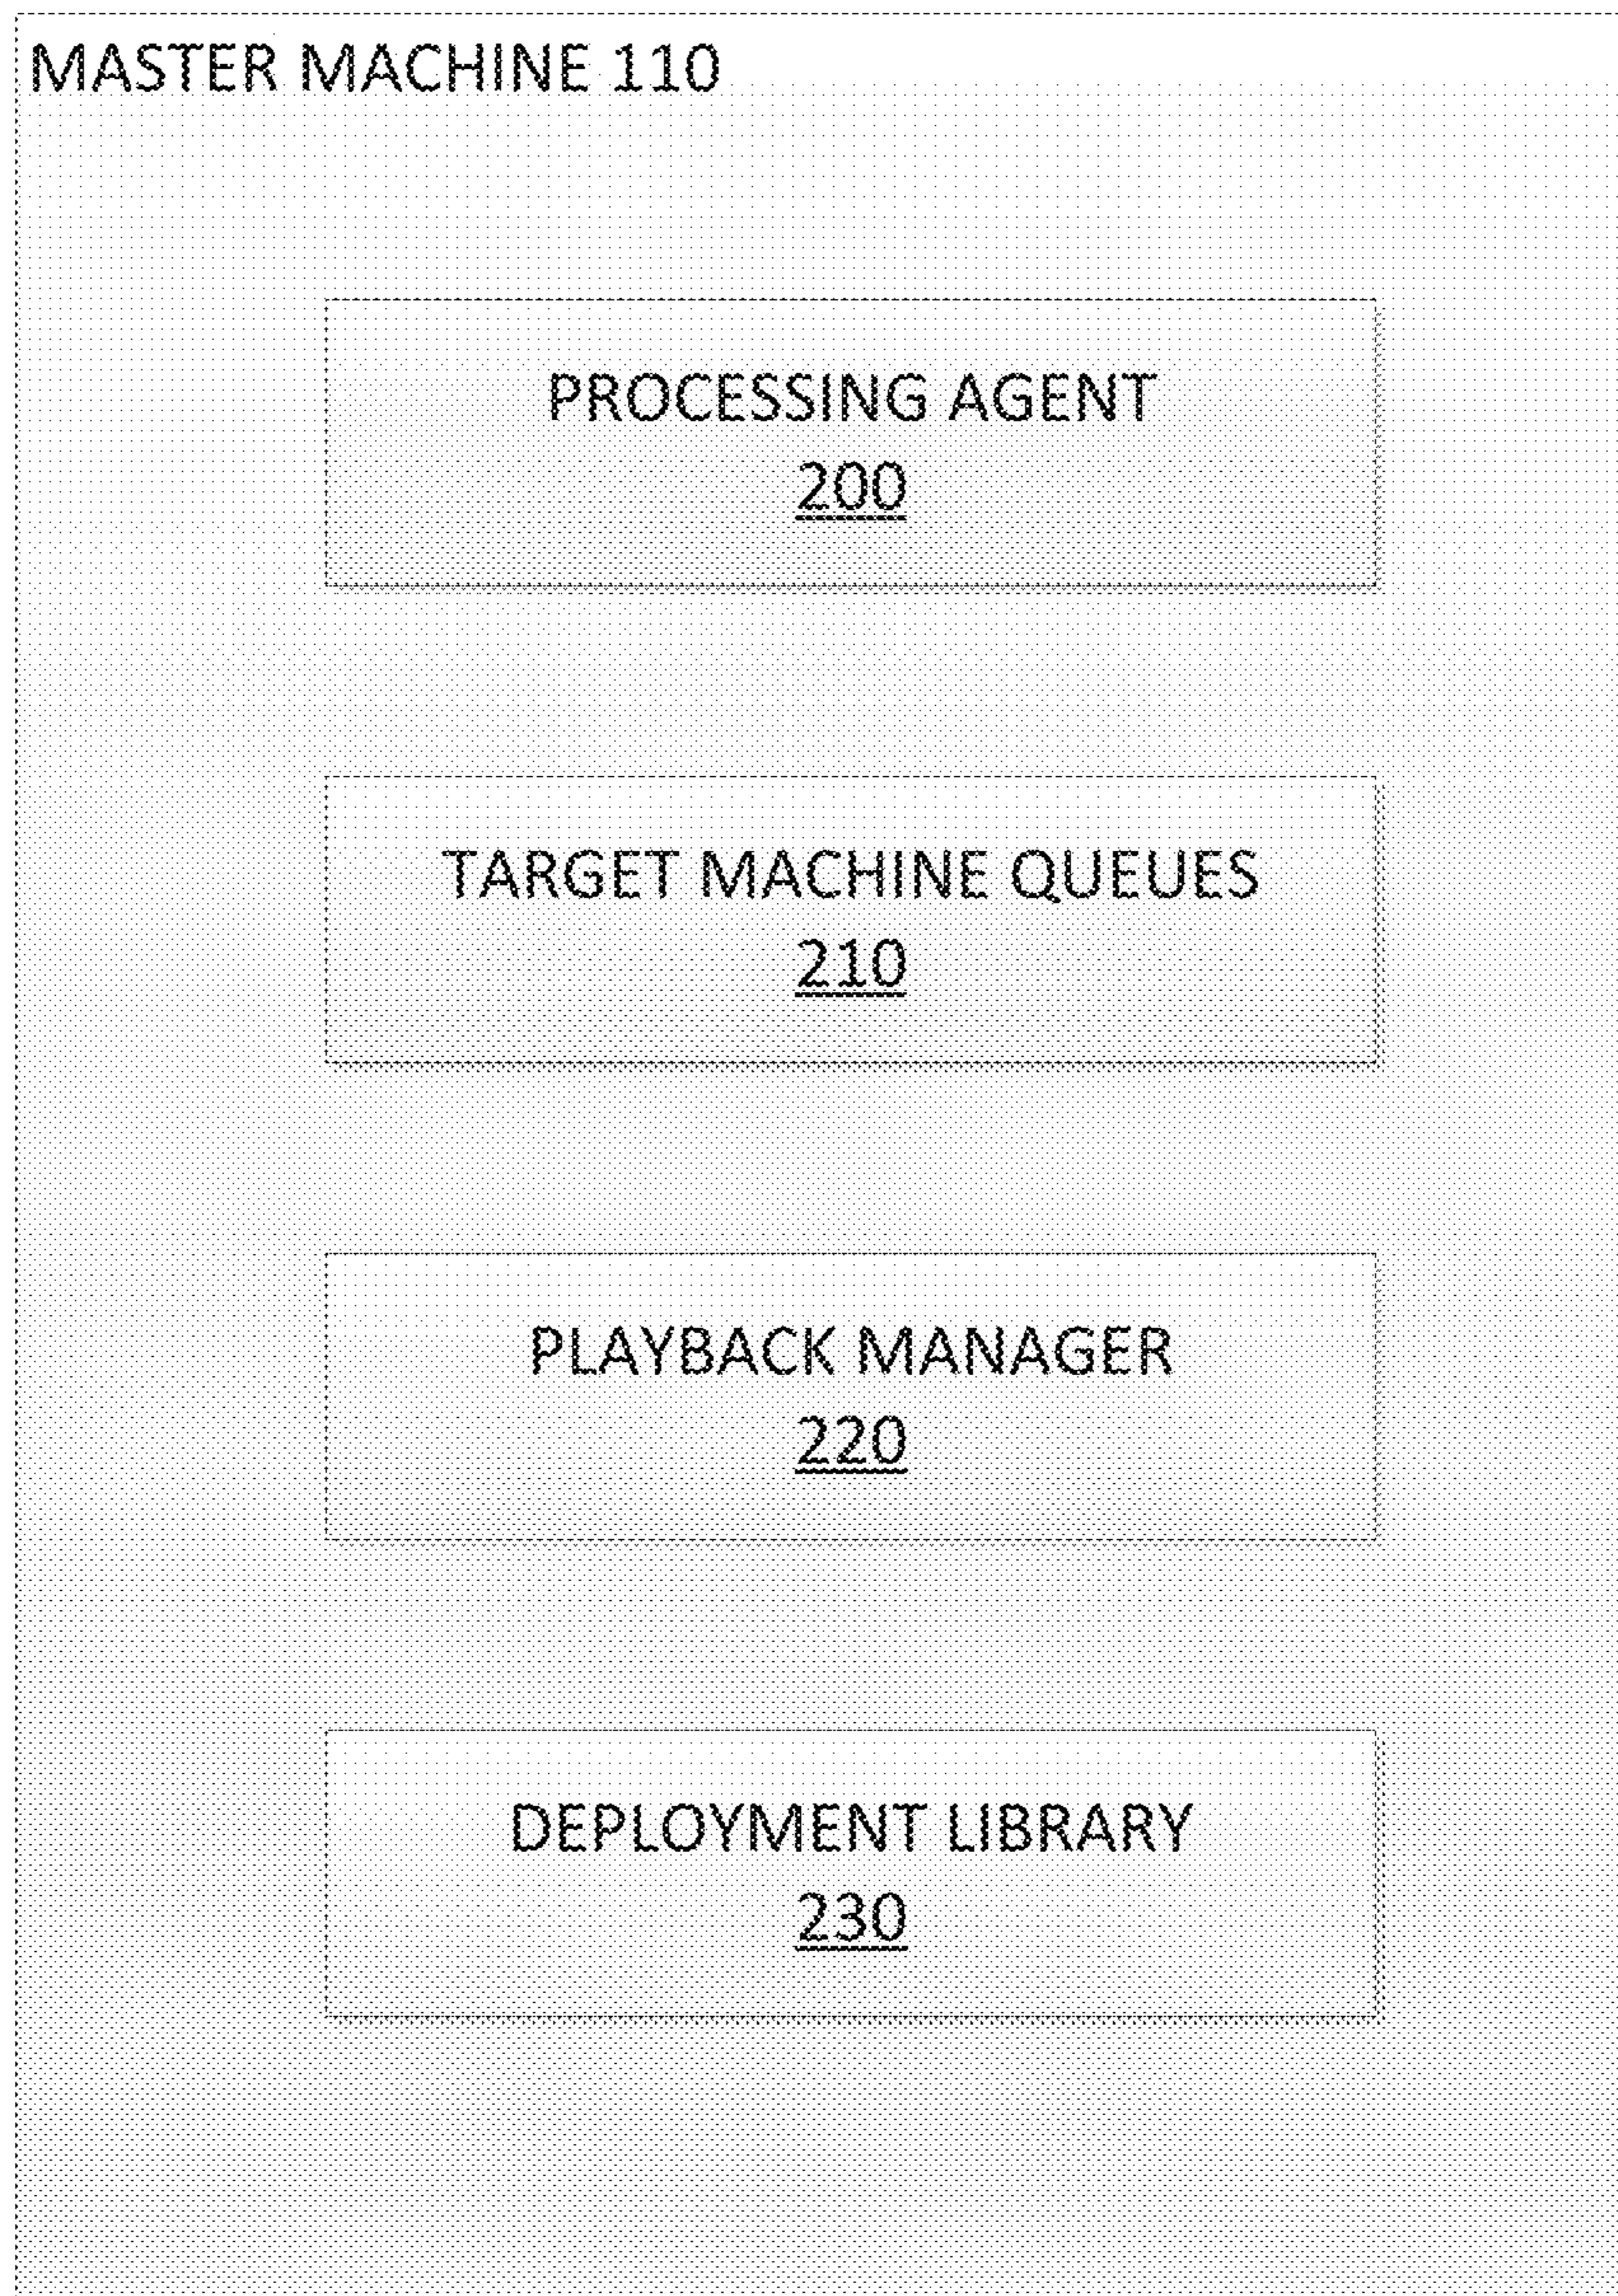 MASTER MACHINE 110
PROCESSING AGENT
200
TARGET MACHINE QUEUES
210
PLAYBACK MANAGER
220
DEPLOYMENT LIBRARY
230